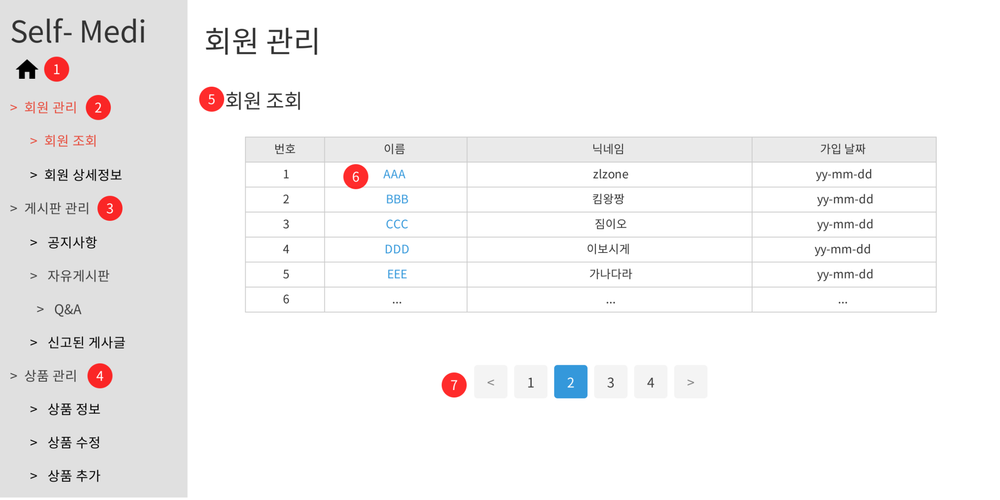 Self- Medi
1
> 회원 관리 2
> 회원 조회
> 회원 상세정보
> 게시판 관리 3
> 공지사항
> 자유게시판
> Q&A
> 신고된 게사글
> 상품 관리 4
> 상품 정보
> 상품 수정
> 상품 추가
회원 관리
5 회원 조회
번호 이름 닉네임 가입 날짜
1 6 AAA zlzone yy-mm-dd
2 BBB 킴왕짱 yy-mm-dd
3 CCC 짐이오 yy-mm-dd
4 DDD 이보시게 yy-mm-dd
5 EEE 가나다라 yy-mm-dd
6 ... ... ...
7 < 1 2 3 4 >